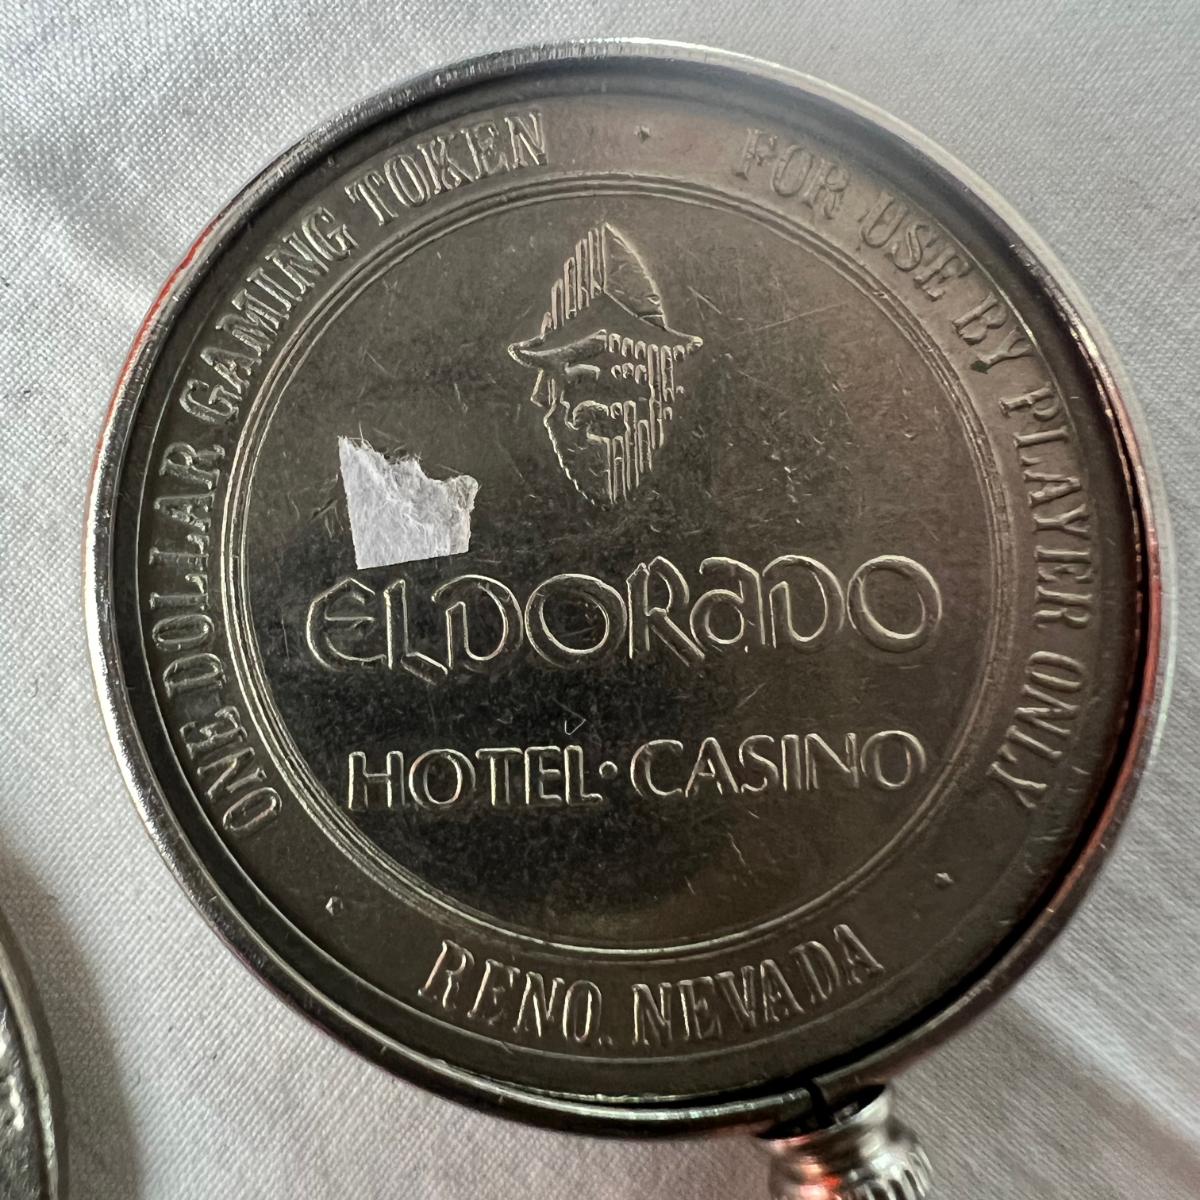 ONE DOLLAR GAMING TOKEN
FOR USE BY PLAYER ONLY
ELDORADO
HOTEL·CASINO
RENO. NEVADA